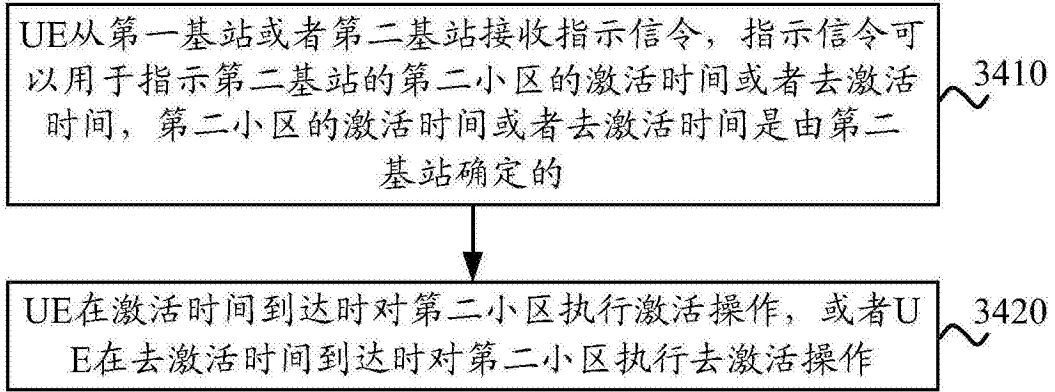 UE从第一基站或者第二基站接收指示信令，指示信令可
以用于指示第二基站的第二小区的激活时间或者去激活
时间，第二小区的激活时间或者去激活时间是由第二
基站确定的
3410
UE在激活时间到达时对第二小区执行激活操作，或者U
E在去激活时间到达时对第二小区执行去激活操作
3420